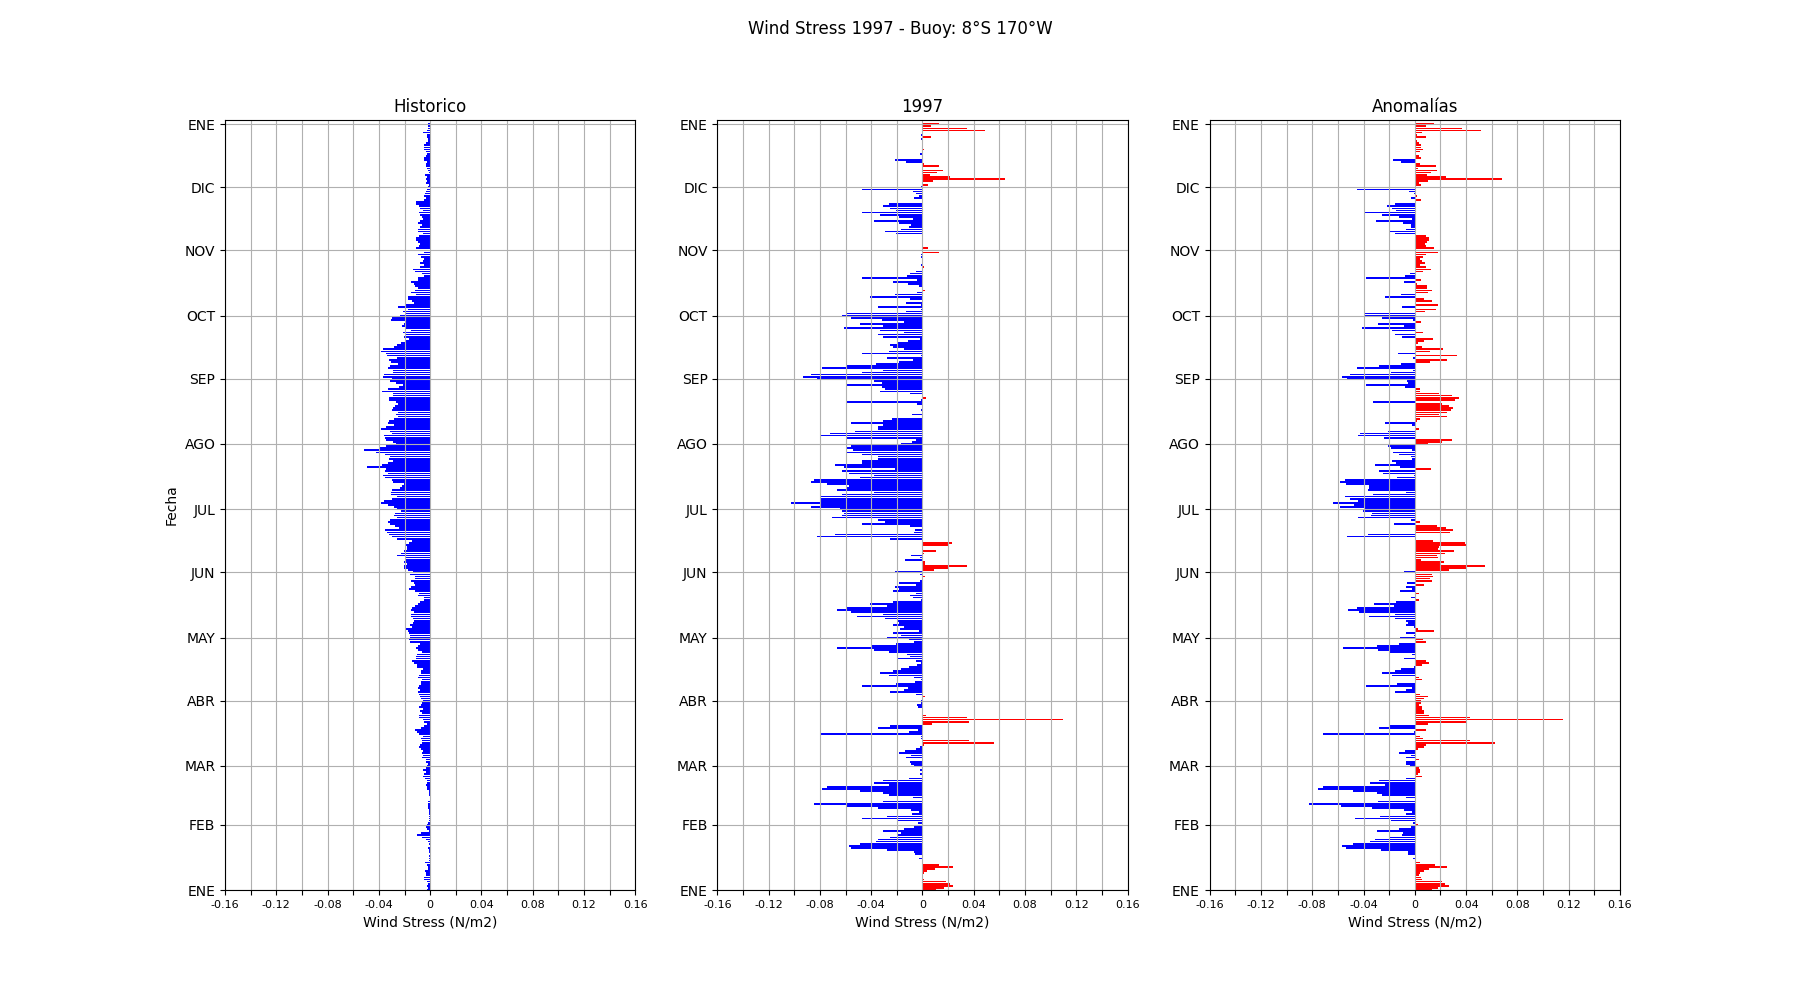 Wind Stress 1997 - Buoy: 8°S 170°W
Historico
1997
Anomalías
ENE
DIC
NOV
OCT
SEP
AGO
JUL
JUN
MAY
ABR
MAR
FEB
ENE
Fecha
-0.16 -0.12 -0.08 -0.04 0 0.04 0.08 0.12 0.16
Wind Stress (N/m2)
ENE
DIC
NOV
OCT
SEP
AGO
JUL
JUN
MAY
ABR
MAR
FEB
ENE
-0.16 -0.12 -0.08 -0.04 0 0.04 0.08 0.12 0.16
Wind Stress (N/m2)
ENE
DIC
NOV
OCT
SEP
AGO
JUL
JUN
MAY
ABR
MAR
FEB
ENE
-0.16 -0.12 -0.08 -0.04 0 0.04 0.08 0.12 0.16
Wind Stress (N/m2)